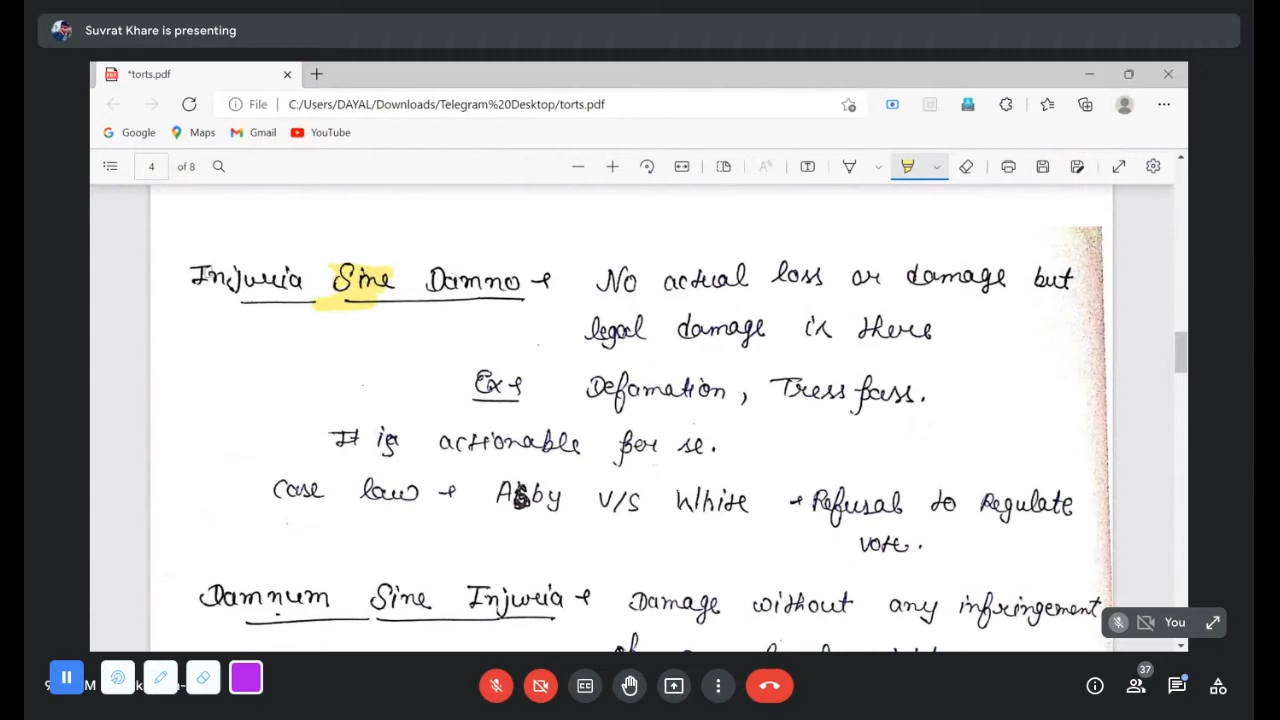 Suvrat Khare is presenting
*torts.pdf
File C:/Users/DAYAL/Downloads/Telegram%20Desktop/torts.pdf
Google Maps Gmail YouTube
4 of 8
Injuria Sine Damno → No actual loss or damage but
legal damage is there
Ex → Defamation, Tresspass.
It is actionable per se.
Case law → Asby V/S White → Refusal to Regulate
vote.
Damnum Sine Injuria → Damage without any infringement
of
You
37